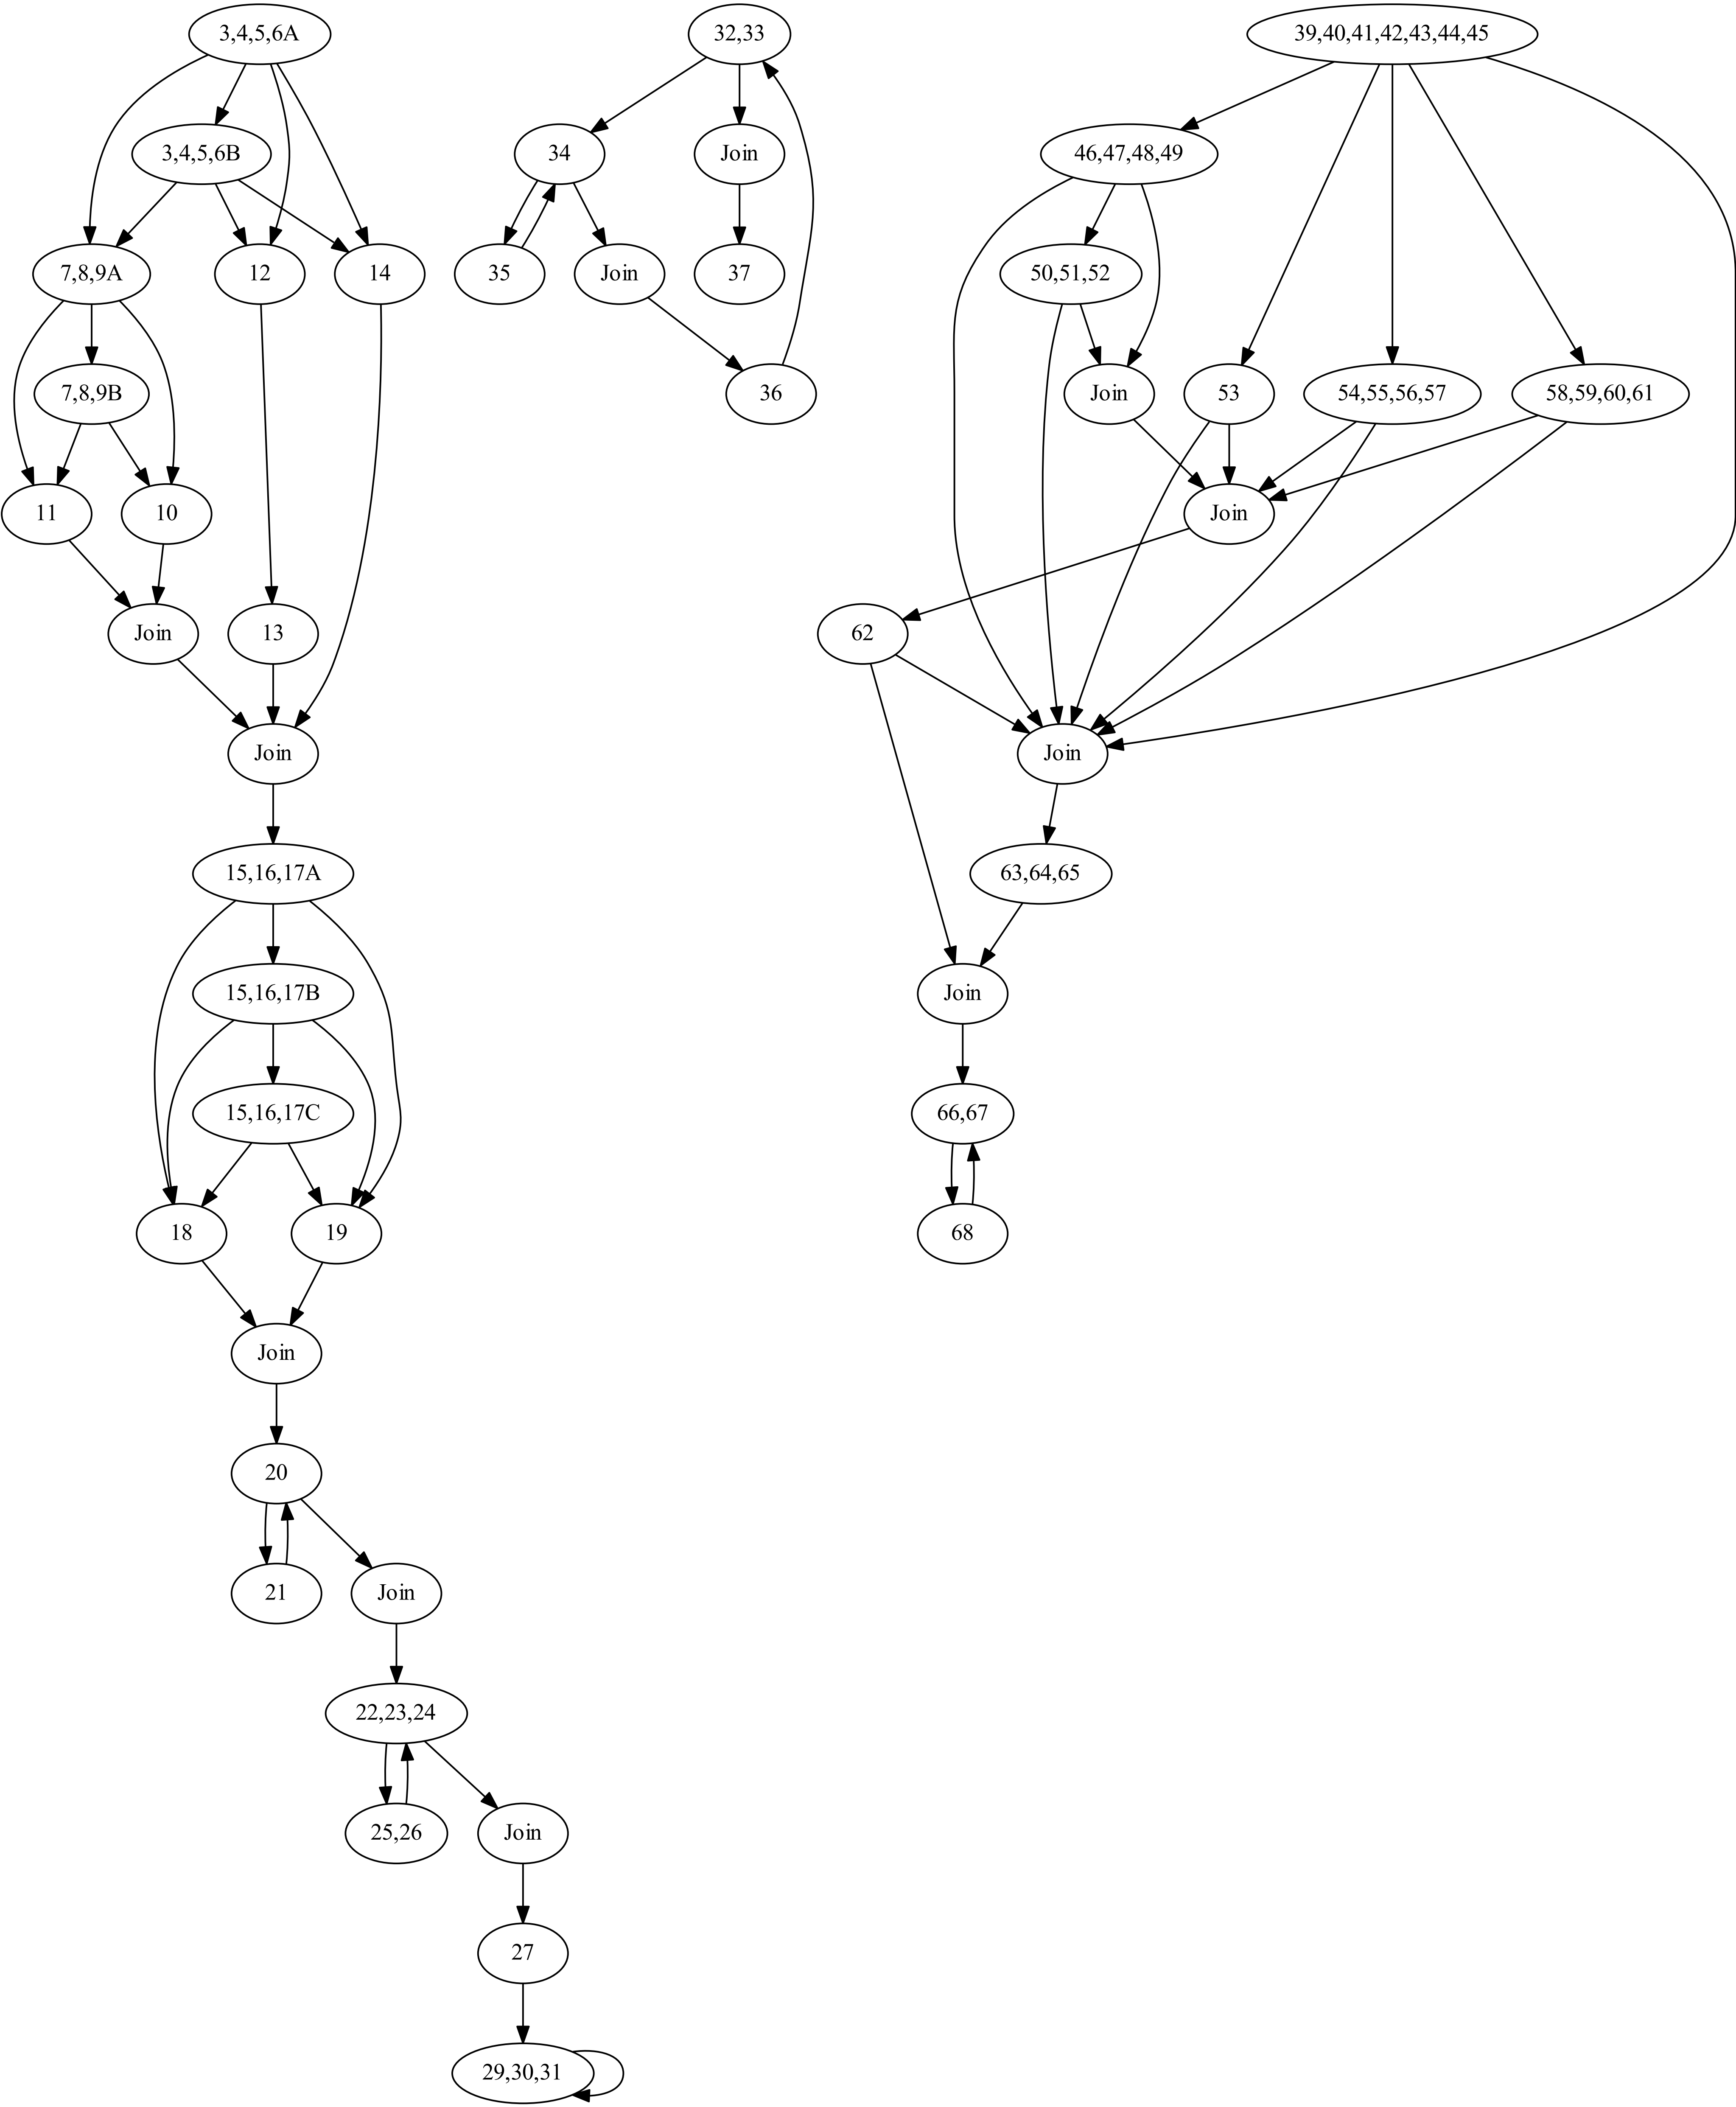 3,4,5,6A
32,33
39,40,41,42,43,44,45
3,4,5,6B
34
Join
46,47,48,49
7,8,9A
12
14
35
Join
37
50,51,52
7,8,9B
36
Join
53
54,55,56,57
58,59,60,61
11
10
Join
Join
13
62
Join
Join
15,16,17A
63,64,65
15,16,17B
Join
15,16,17C
66,67
18
19
68
Join
20
21
Join
22,23,24
25,26
Join
27
29,30,31